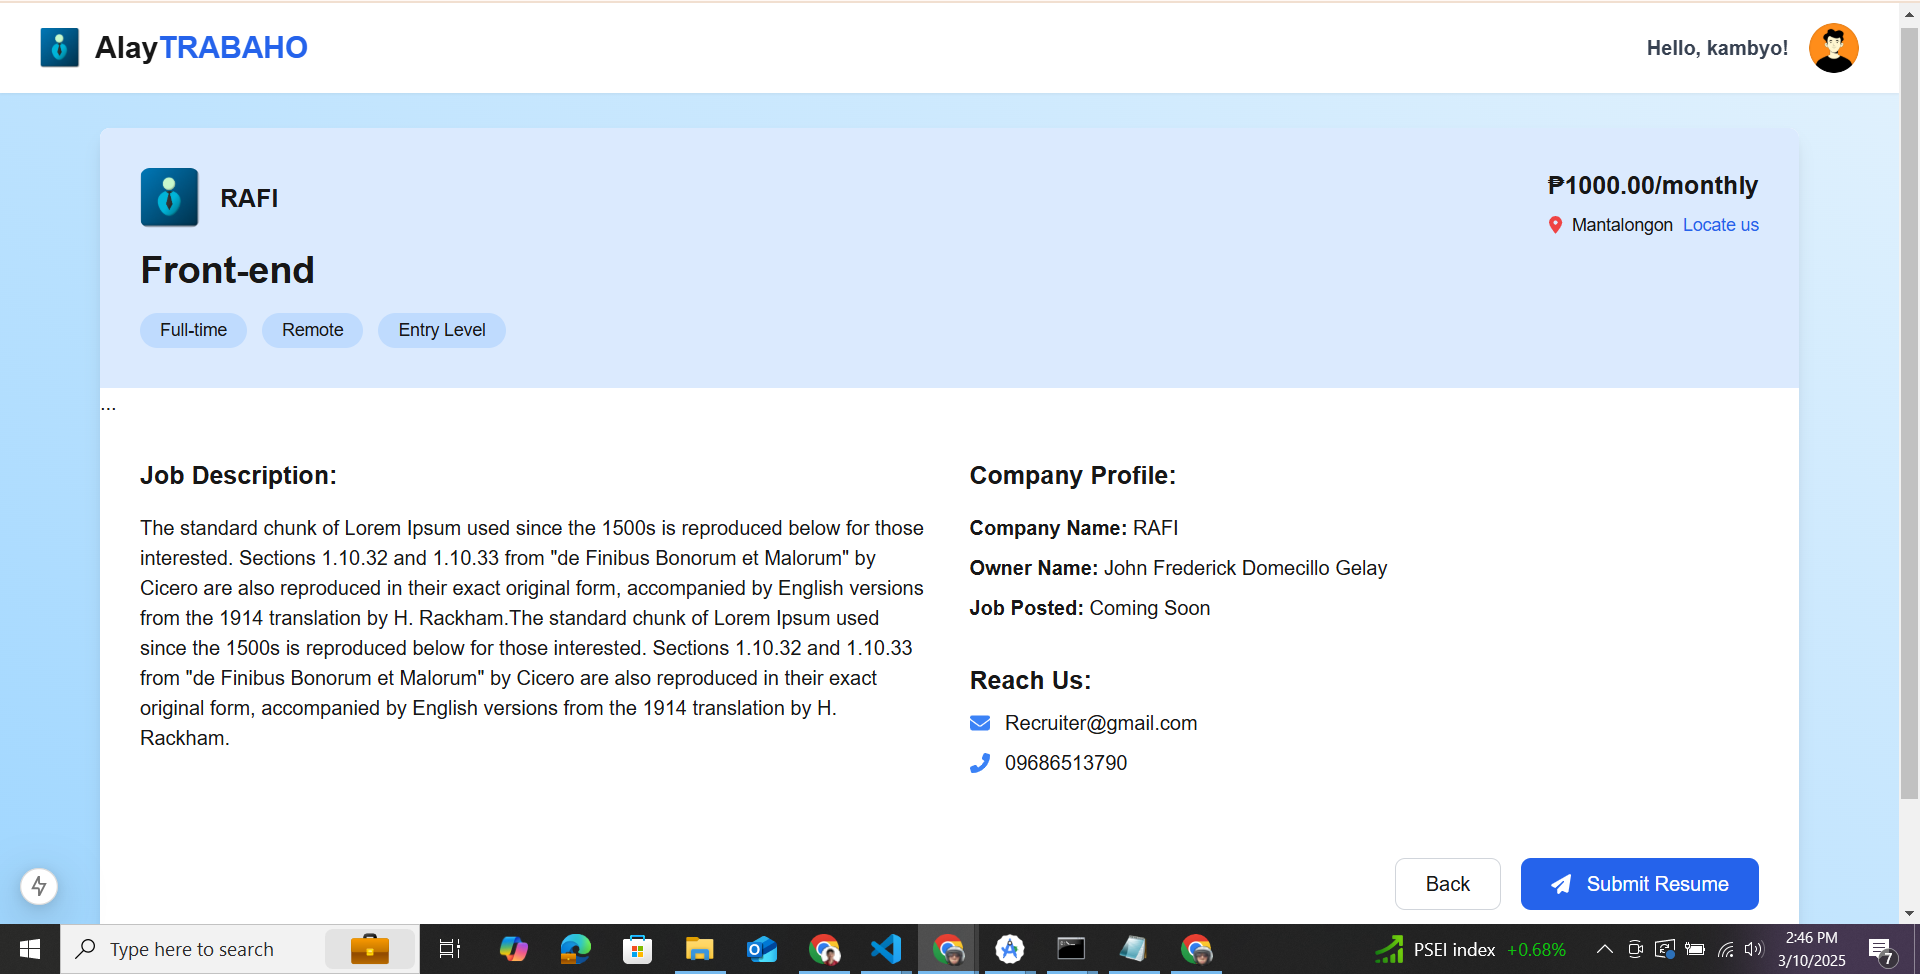 AlayTRABAHO
Hello, kambyo!
RAFI
₱1000.00/monthly
Mantalongon Locate us
Front-end
Full-time
Remote
Entry Level
...
Job Description:
The standard chunk of Lorem Ipsum used since the 1500s is reproduced below for those
interested. Sections 1.10.32 and 1.10.33 from "de Finibus Bonorum et Malorum" by
Cicero are also reproduced in their exact original form, accompanied by English versions
from the 1914 translation by H. Rackham.The standard chunk of Lorem Ipsum used
since the 1500s is reproduced below for those interested. Sections 1.10.32 and 1.10.33
from "de Finibus Bonorum et Malorum" by Cicero are also reproduced in their exact
original form, accompanied by English versions from the 1914 translation by H.
Rackham.
Company Profile:
Company Name: RAFI
Owner Name: John Frederick Domecillo Gelay
Job Posted: Coming Soon
Reach Us:
Recruiter@gmail.com
09686513790
Back
Submit Resume
Type here to search
PSEI index +0.68%
2:46 PM
3/10/2025
7